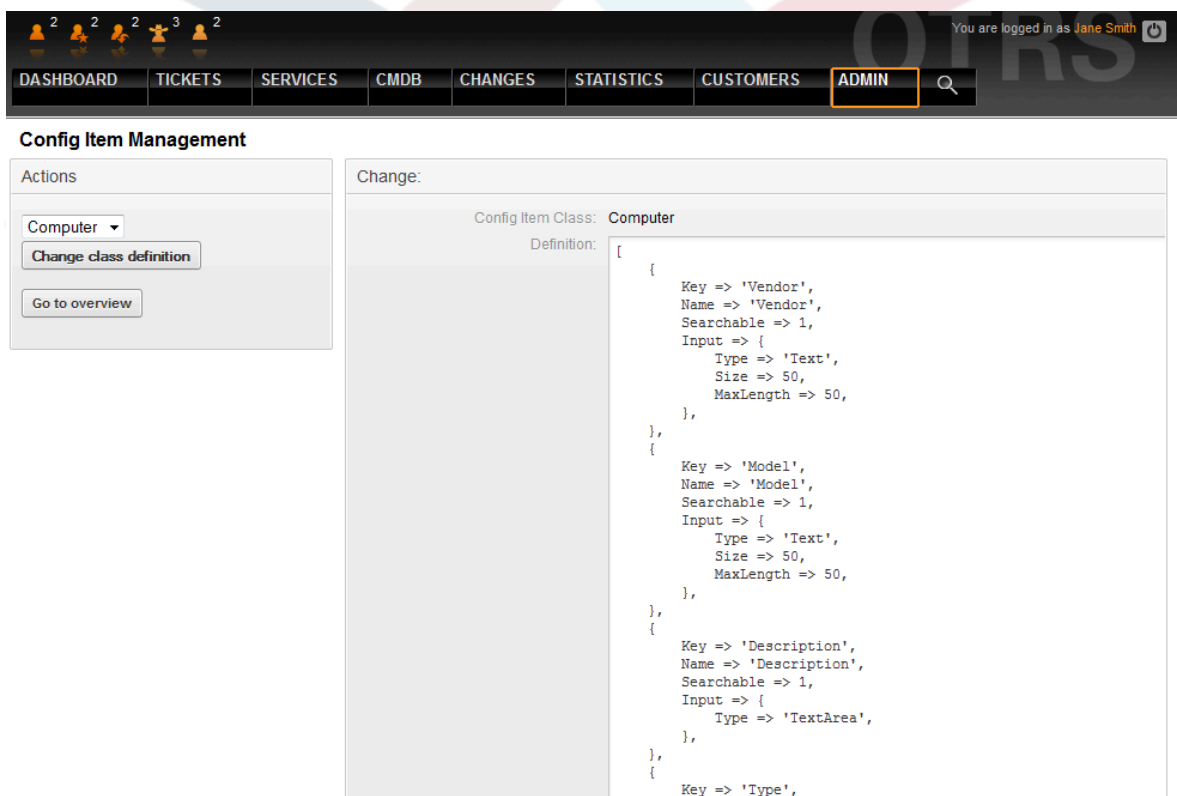 2 2 2 3 2
You are logged in as Jane Smith
OTRS
DASHBOARD TICKETS SERVICES CMDB CHANGES STATISTICS CUSTOMERS ADMIN
Config Item Management
Actions
Computer
Change class definition
Go to overview
Change:
Config Item Class: Computer
Definition:
[
{
Key => 'Vendor',
Name => 'Vendor',
Searchable => 1,
Input => {
Type => 'Text',
Size => 50,
MaxLength => 50,
},
},
{
Key => 'Model',
Name => 'Model',
Searchable => 1,
Input => {
Type => 'Text',
Size => 50,
MaxLength => 50,
},
},
{
Key => 'Description',
Name => 'Description',
Searchable => 1,
Input => {
Type => 'TextArea',
},
},
{
Key => 'Type',